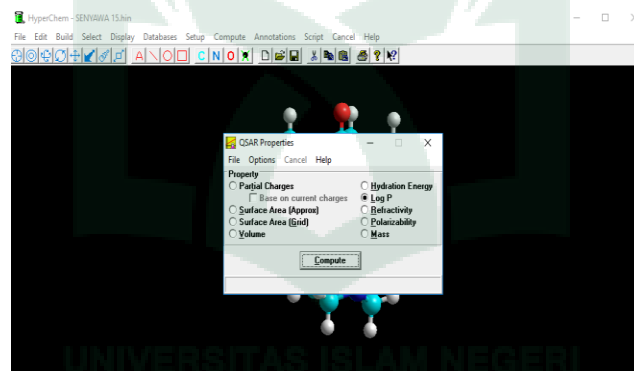 HyperChem - SENYAWA 15.hin
File Edit Build Select Display Databases Setup Compute Annotations Script Cancel Help
A C N O
QSAR Properties
File Options Cancel Help
Property
Partial Charges
Base on current charges
Surface Area (Approx)
Surface Area (Grid)
Volume
Hydration Energy
Log P
Refractivity
Polarizability
Mass
Compute
UNIVERSITAS ISLAM NEGERI